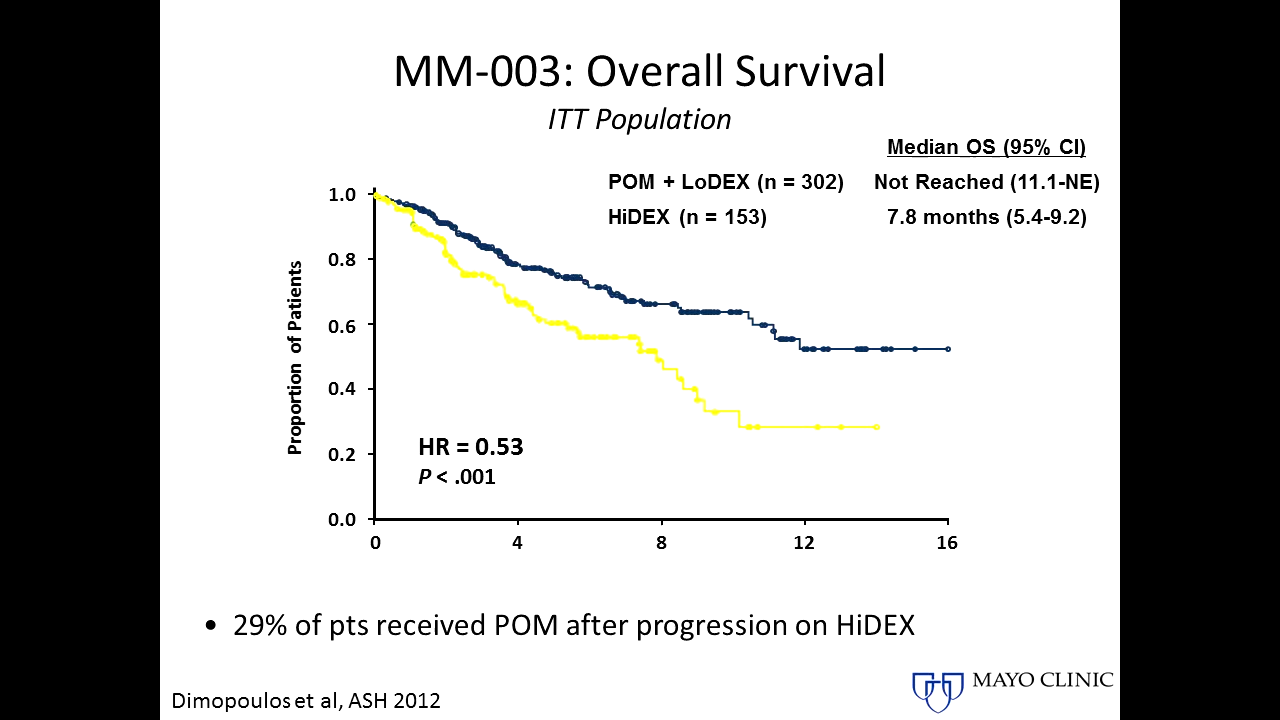 MM-003: Overall Survival
ITT Population
Median OS (95% CI)
POM + LoDEX (n = 302) Not Reached (11.1-NE)
HiDEX (n = 153) 7.8 months (5.4-9.2)
Proportion of Patients
1.0
0.8
0.6
0.4
0.2
0.0
HR = 0.53
P < .001
0 4 8 12 16
• 29% of pts received POM after progression on HiDEX
Dimopoulos et al, ASH 2012
MAYO CLINIC